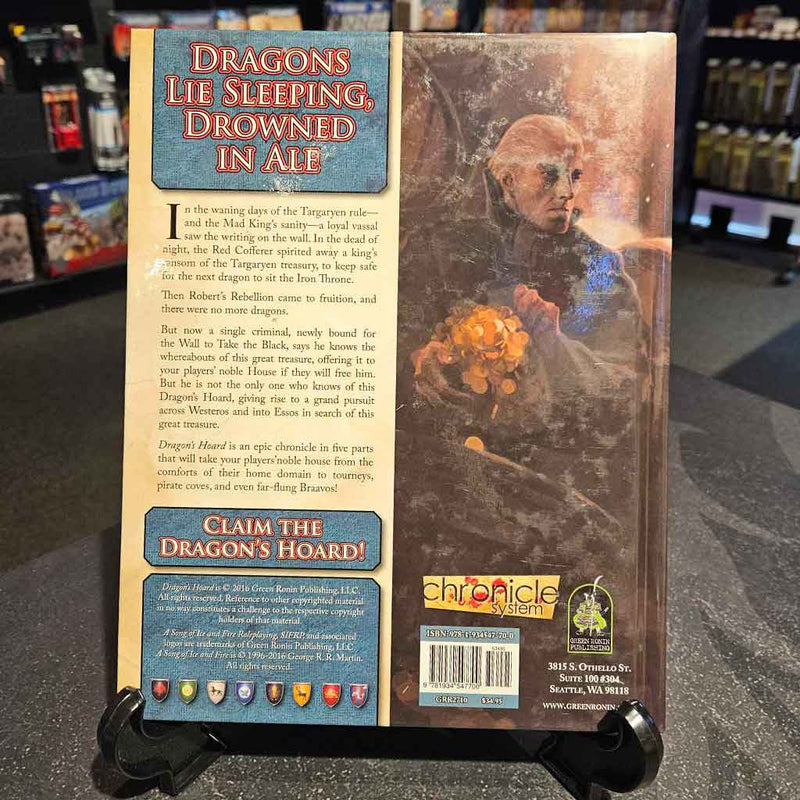 DRAGONS
LIE SLEEPING,
DROWNED
IN ALE
In the waning days of the Targaryen rule—
and the Mad King's sanity—a loyal vassal
saw the writing on the wall. In the dead of
night, the Red Cofferer spirited away a king's
ransom of the Targaryen treasury, to keep safe
for the next dragon to sit the Iron Throne.
Then Robert's Rebellion came to fruition, and
there were no more dragons.
But now a single criminal, newly bound for
the Wall to Take the Black, says he knows the
whereabouts of this great treasure, offering it to
your players' noble House if they will free him.
But he is not the only one who knows of this
Dragon's Hoard, giving rise to a grand pursuit
across Westeros and into Essos in search of this
great treasure.
Dragon's Hoard is an epic chronicle in five parts
that will take your players'noble house from the
comforts of their home domain to tourneys,
pirate coves, and even far-flung Braavos!
CLAIM THE
DRAGON'S HOARD!
Dragon's Hoard is © 2016 Green Ronin Publishing, LLC.
All rights reserved. Reference to other copyrighted material
in no way constitutes a challenge to the respective copyright
holders of that material.
A Song of Ice and Fire Roleplaying, SIFRP, and associated
logos are trademarks of Green Ronin Publishing, LLC
A Song of Ice and Fire is © 1996-2016 George R. R. Martin.
All rights reserved.
chronicle
system
GREEN RONIN
PUBLISHING
ISBN 978-1-934547-70-0
53495
9 781934 547700
GRR2710 $34.95
3815 S. OTHELLO ST.
SUITE 100 #304
SEATTLE, WA 98118
WWW.GREENRONIN.